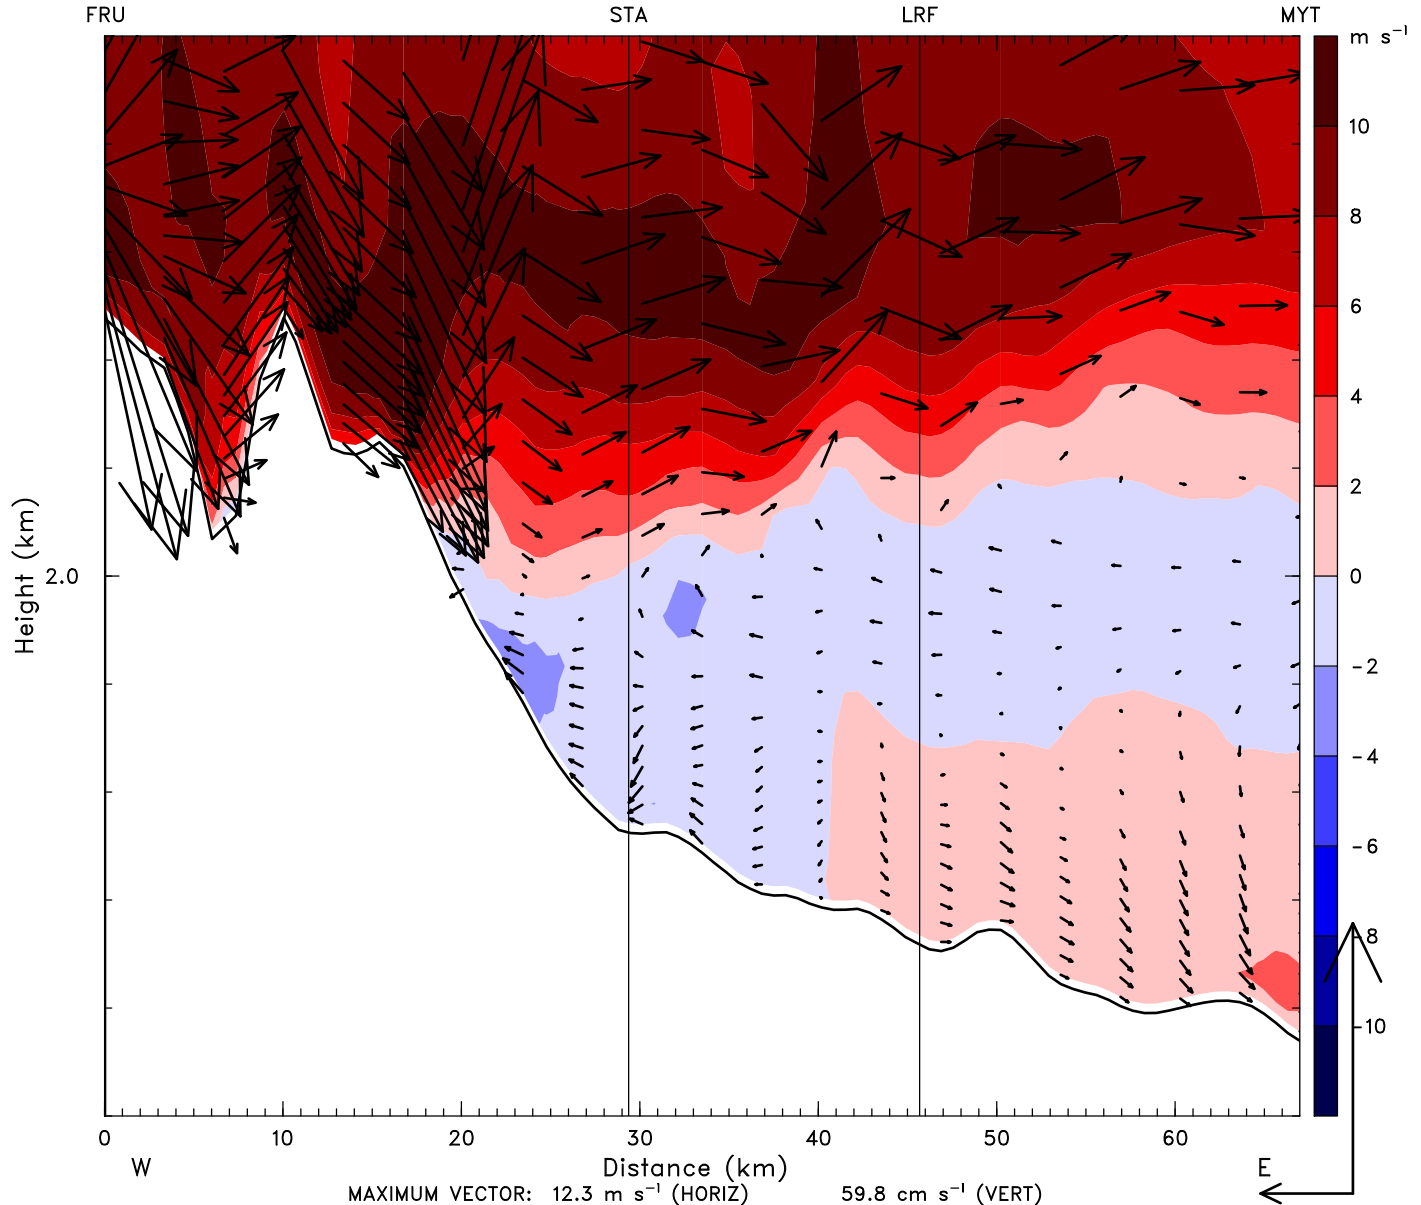 FRU STA LRF MYT
m s⁻¹
10
8
6
4
2
0
-2
-4
-6
-8
-10
Height (km)
2.0
0 10 20 30 40 50 60
W Distance (km) E
MAXIMUM VECTOR: 12.3 m s⁻¹ (HORIZ) 59.8 cm s⁻¹ (VERT)